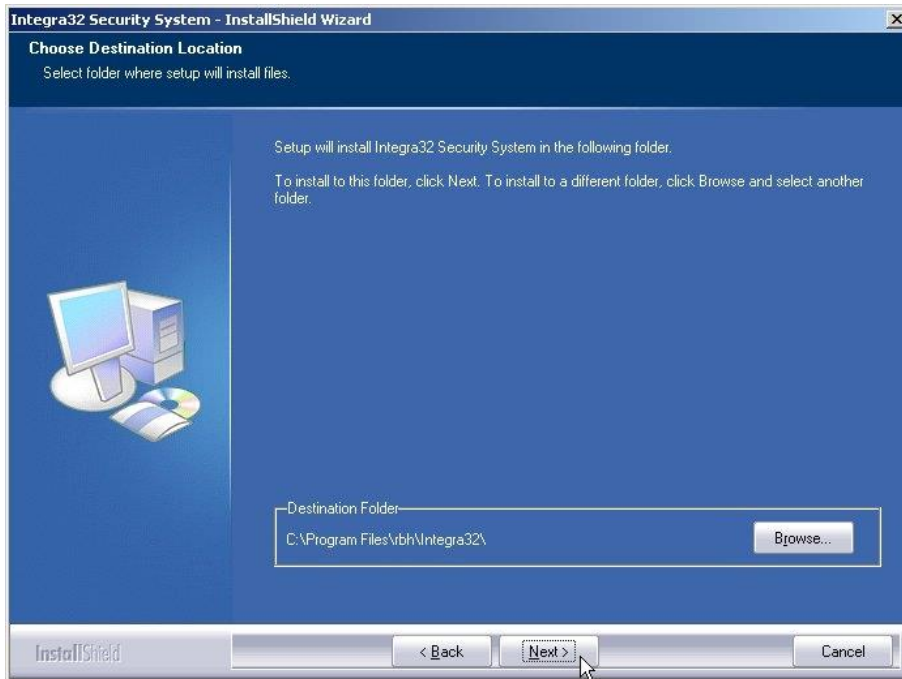 Integra32 Security System - InstallShield Wizard
Choose Destination Location
Select folder where setup will install files.
Setup will install Integra32 Security System in the following folder.
To install to this folder, click Next. To install to a different folder, click Browse and select another
folder.
Destination Folder
C:\Program Files\rbh\Integra32\
Browse...
InstallShield
< Back
Next >
Cancel